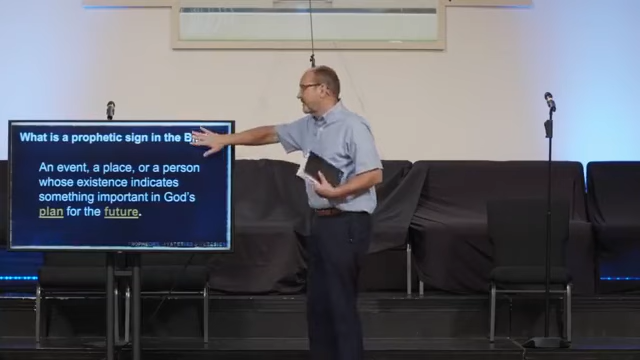 What is a prophetic sign in the B
An event, a place, or a person
whose existence indicates
something important in God's
plan for the future.